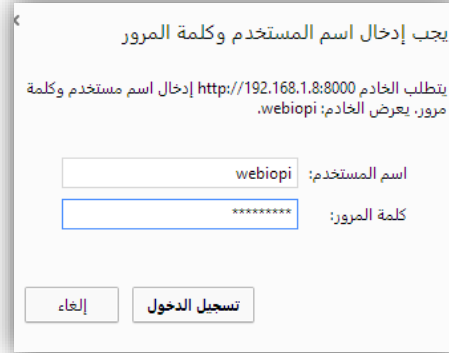 يجب إدخال اسم المستخدم وكلمة المرور
يتطلب الخادم http://192.168.1.8:8000 إدخال اسم مستخدم وكلمة
مرور. يعرض الخادم: webiopi.
اسم المستخدم: webiopi
كلمة المرور: *********
تسجيل الدخول إلغاء